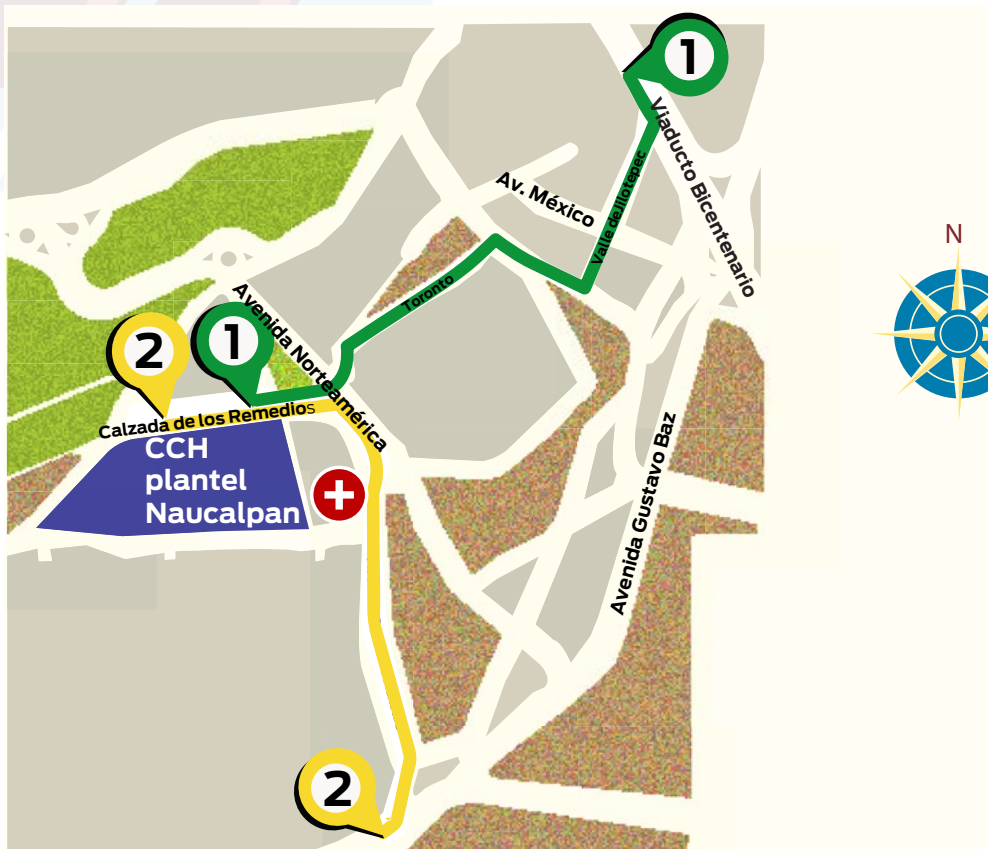 1
Viaducto Bicentenario
Valle de Jilotepec
Av. México
N
Toronto
Avenida Norteamérica
1
2
Calzada de los Remedios
CCH
plantel
Naucalpan
+
Avenida Gustavo Baz
2